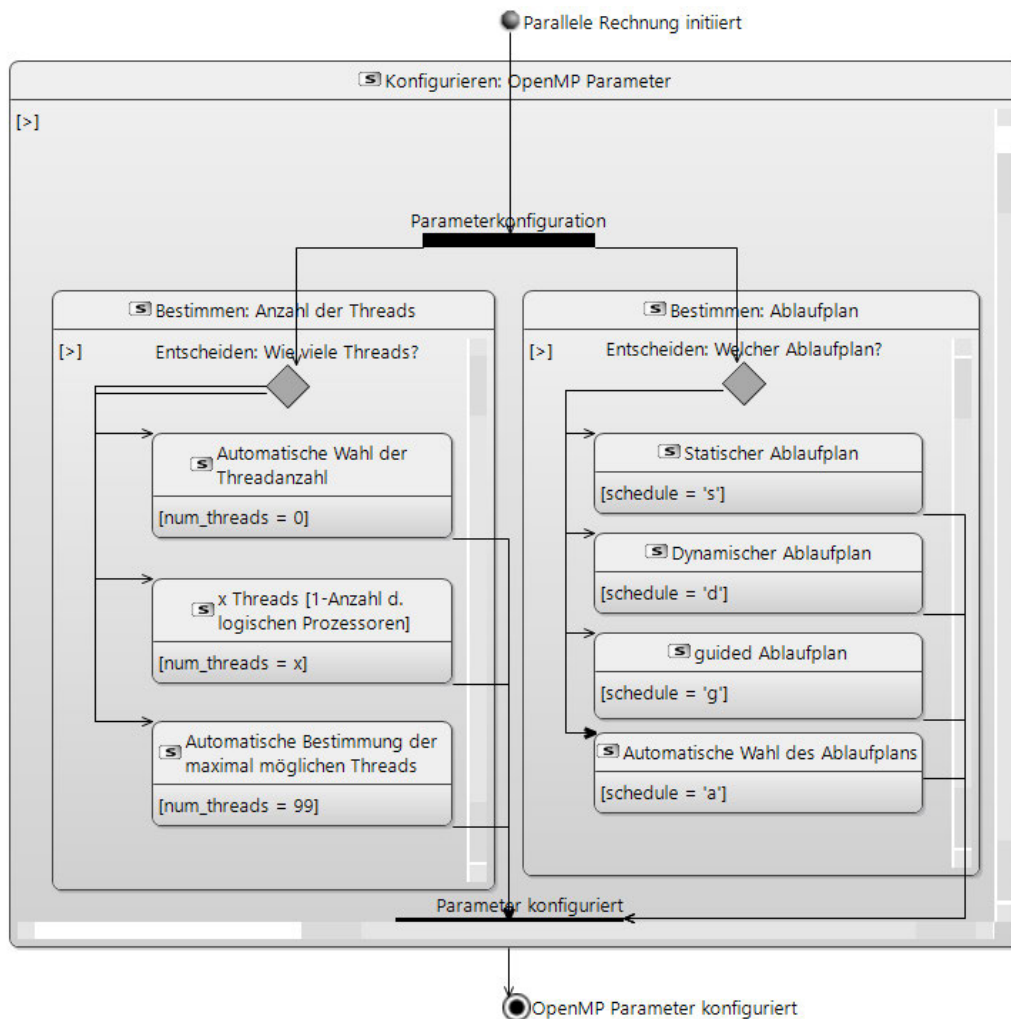 Parallele Rechnung initiiert
S Konfigurieren: OpenMP Parameter
[>]
Parameterkonfiguration
S Bestimmen: Anzahl der Threads
[>]
Entscheiden: Wie viele Threads?
S Automatische Wahl der
Threadanzahl
[num_threads = 0]
S x Threads [1-Anzahl d.
logischen Prozessoren]
[num_threads = x]
S Automatische Bestimmung der
maximal möglichen Threads
[num_threads = 99]
S Bestimmen: Ablaufplan
[>]
Entscheiden: Welcher Ablaufplan?
S Statischer Ablaufplan
[schedule = 's']
S Dynamischer Ablaufplan
[schedule = 'd']
S guided Ablaufplan
[schedule = 'g']
S Automatische Wahl des Ablaufplans
[schedule = 'a']
Parameter konfiguriert
OpenMP Parameter konfiguriert